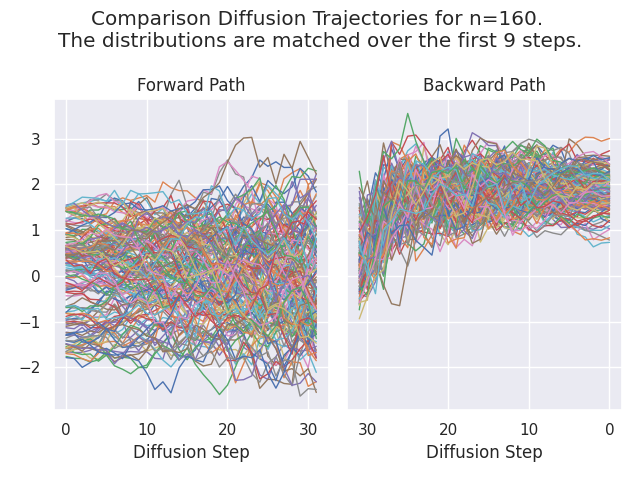 Comparison Diffusion Trajectories for n=160.
The distributions are matched over the first 9 steps.
Forward Path
Backward Path
3
2
1
0
−1
−2
0 10 20 30
30 20 10 0
Diffusion Step
Diffusion Step